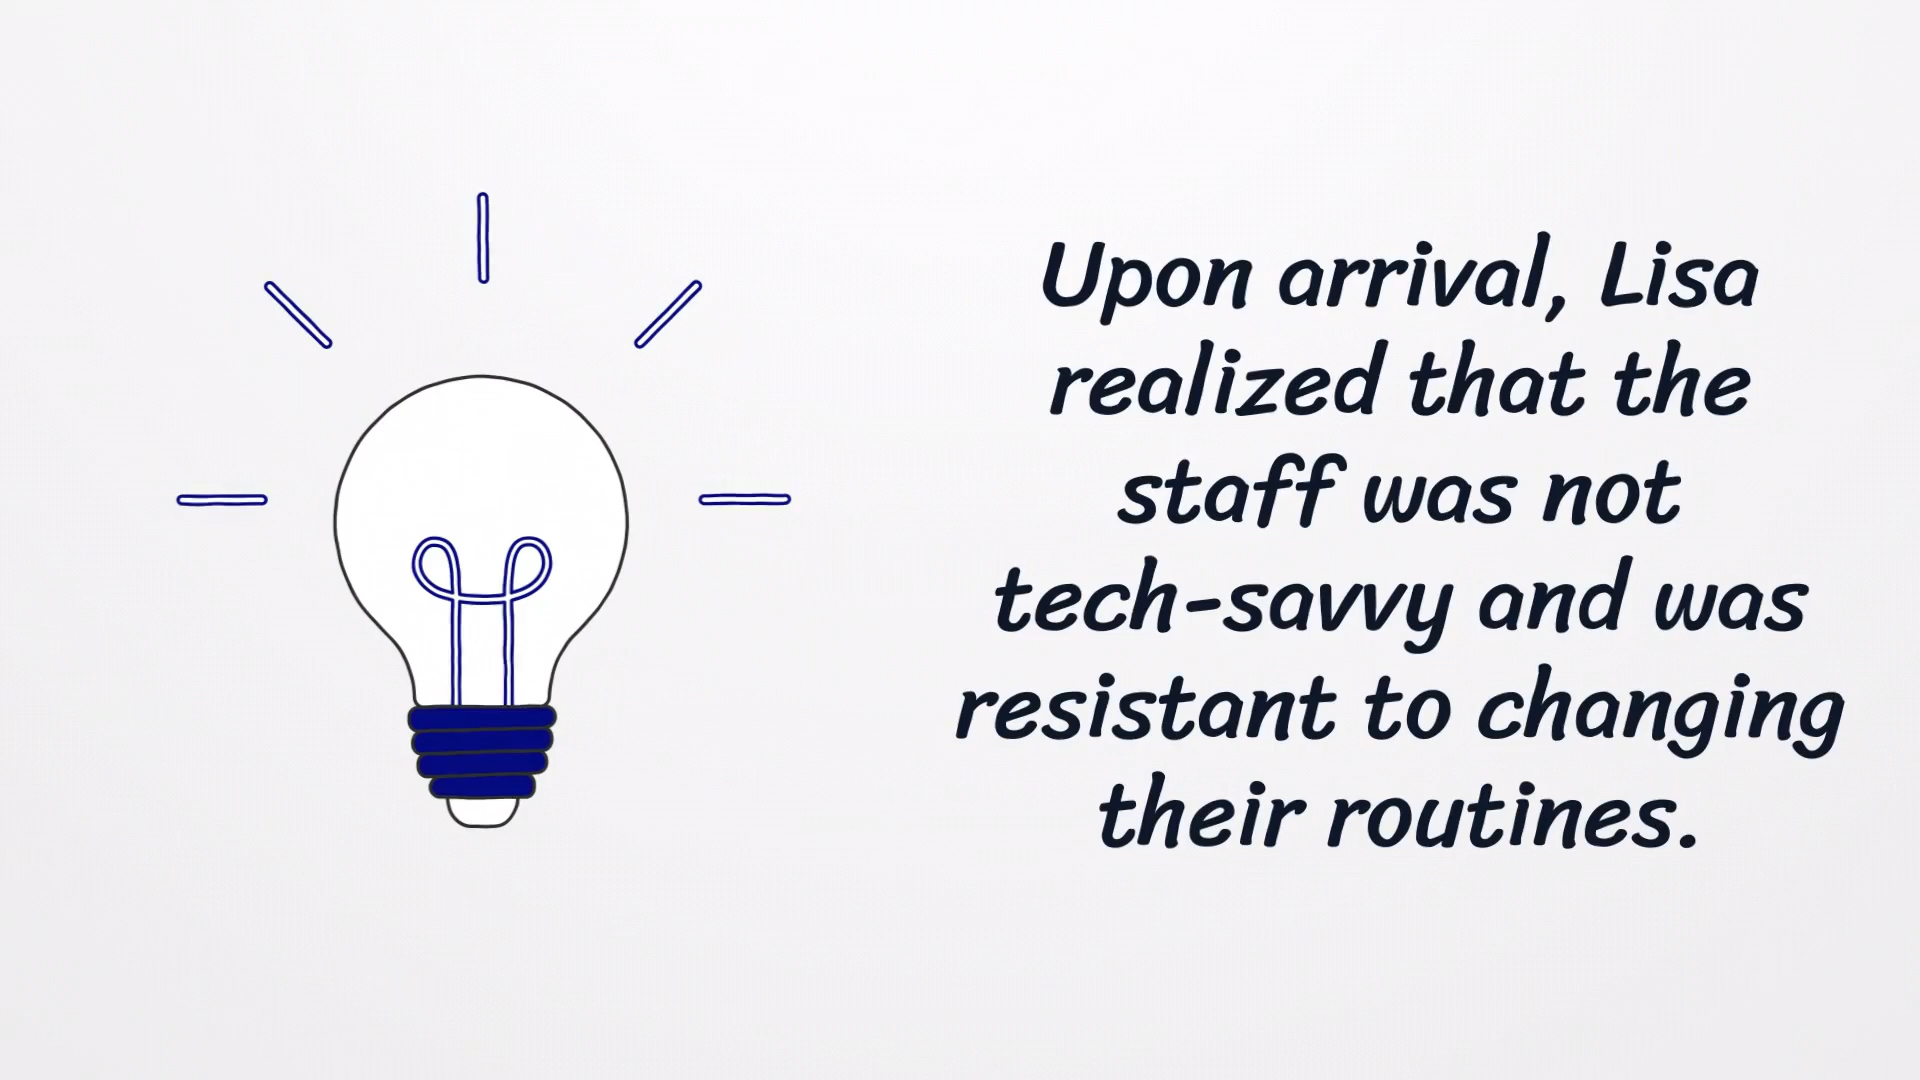 Upon arrival, Lisa
realized that the
staff was not
tech-savvy and was
resistant to changing
their routines.